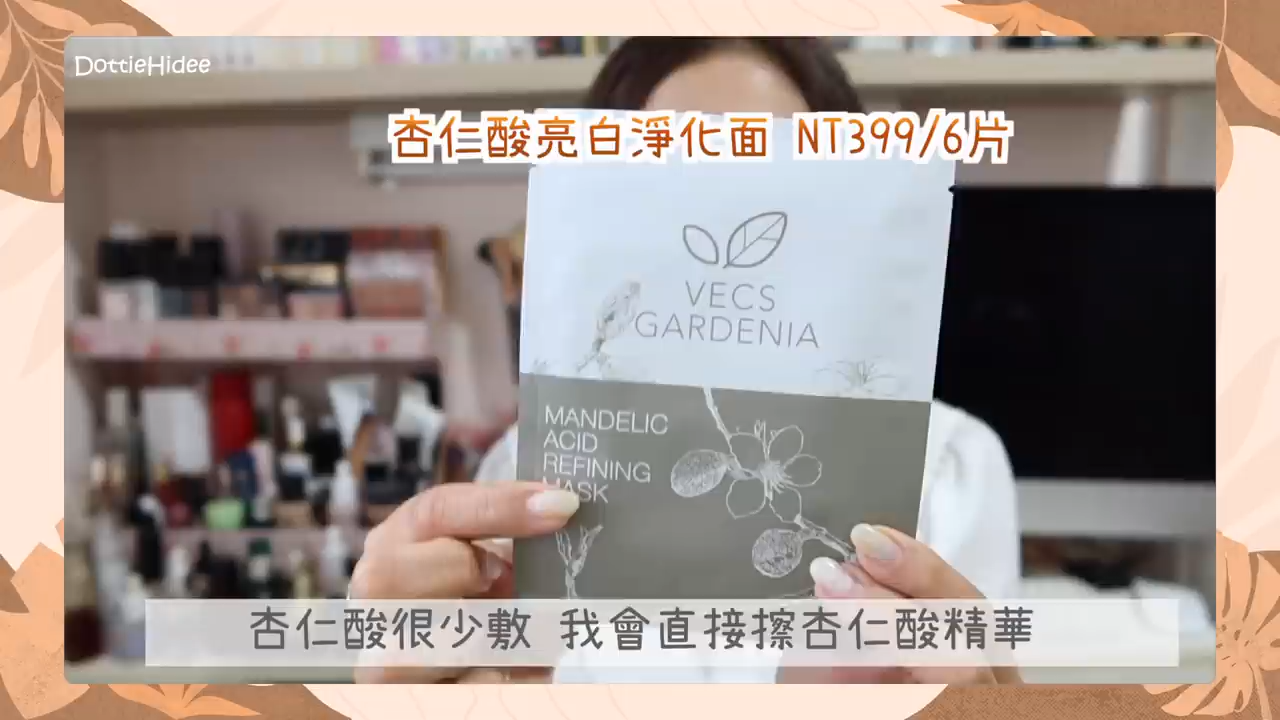 DottieHidee
杏仁酸亮白淨化面 NT399/6片
VECS
GARDENIA
MANDELIC
ACID
REFINING
MASK
杏仁酸很少敷 我會直接擦杏仁酸精華